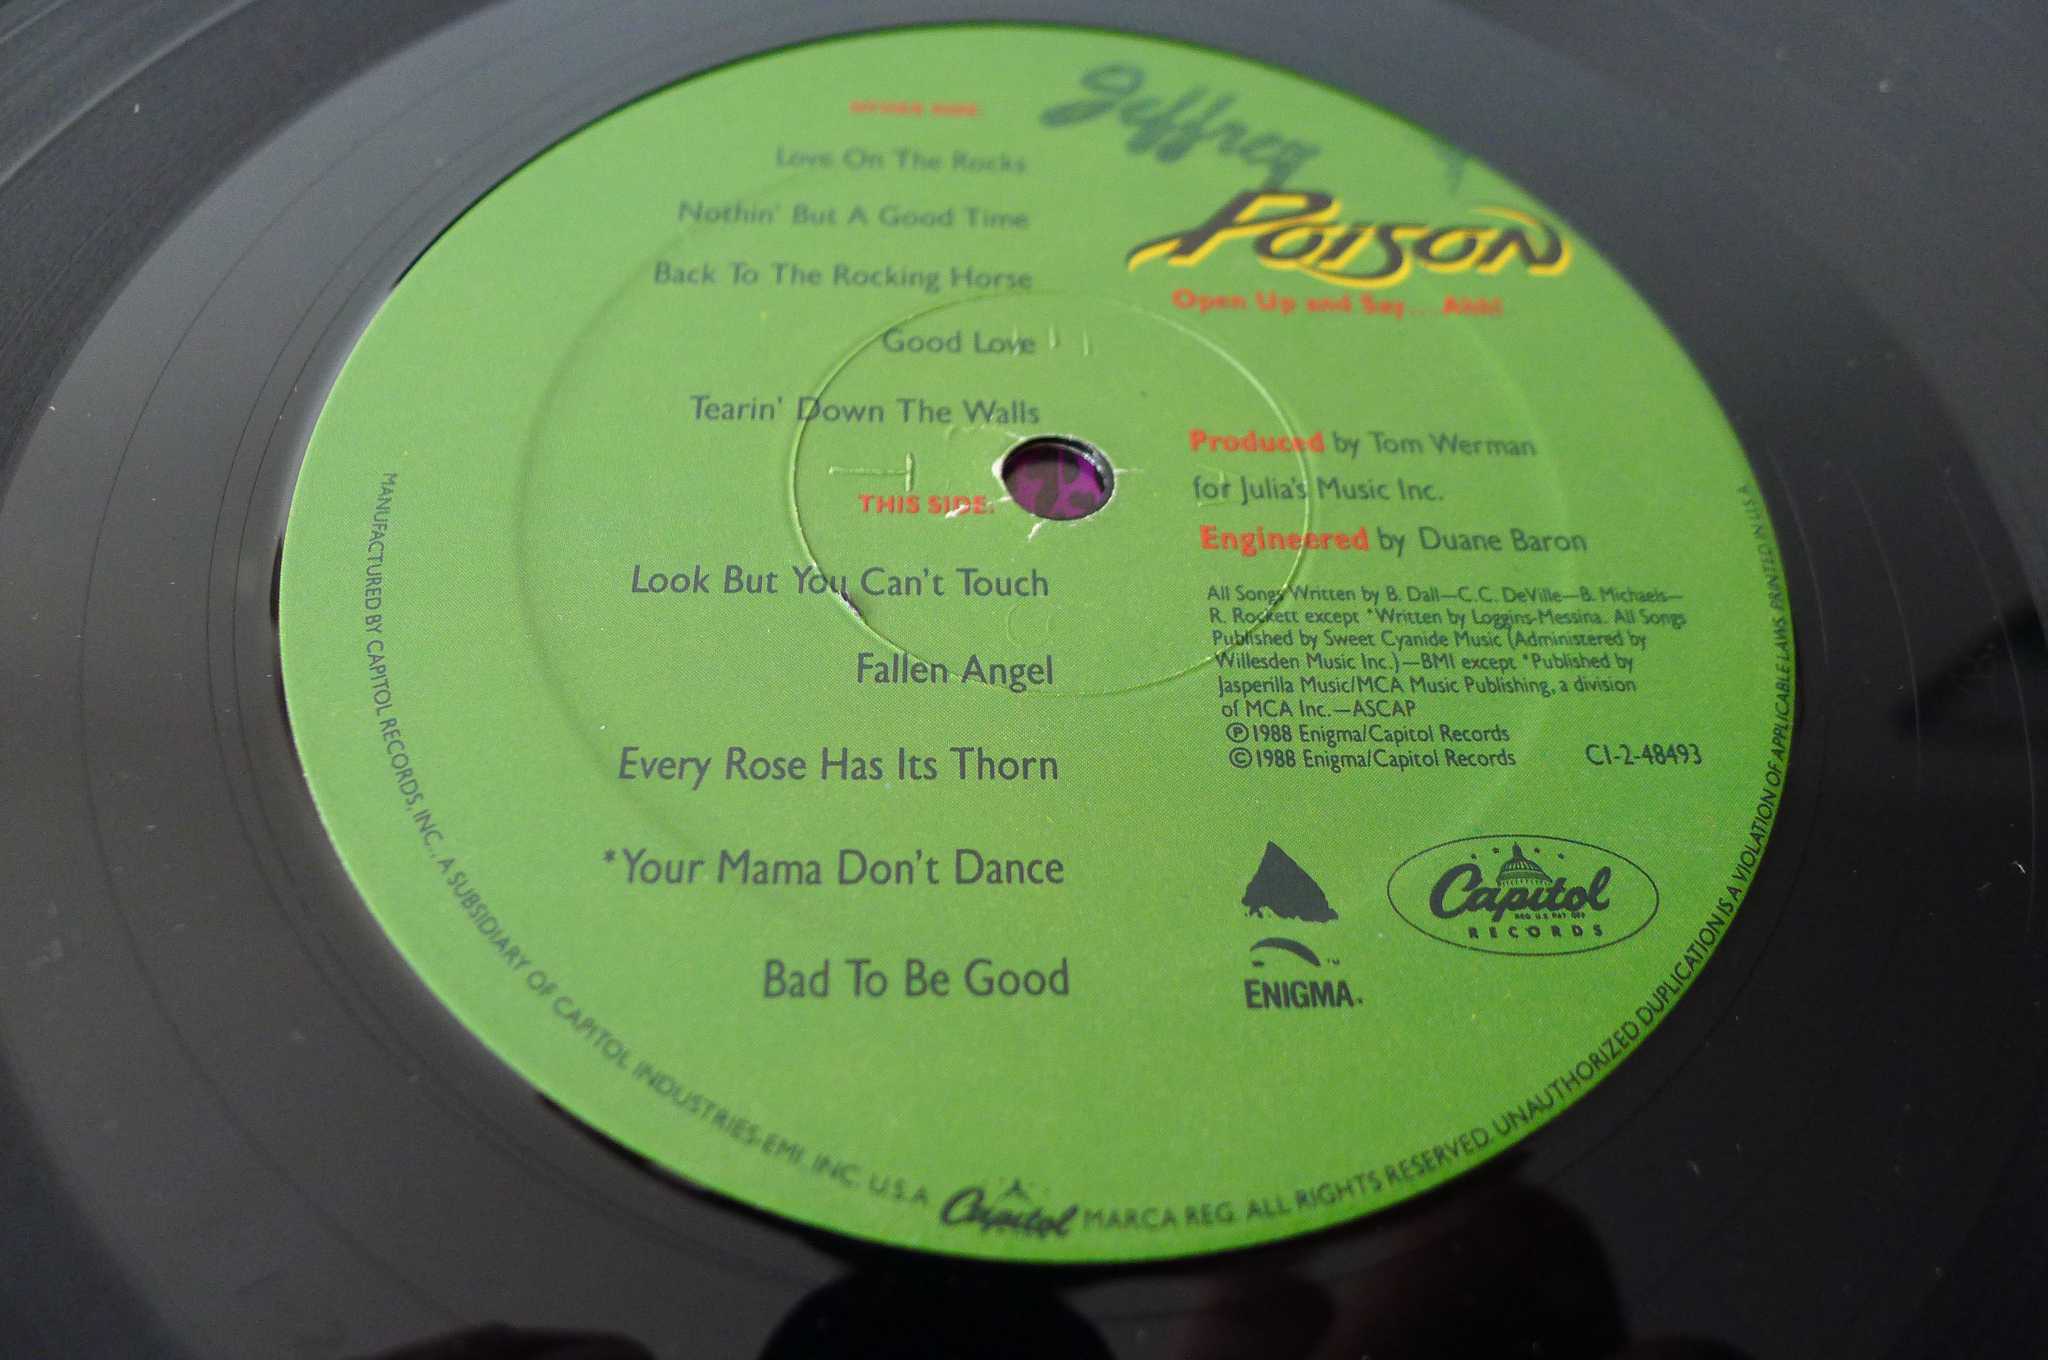 Jeffrey
OTHER SIDE:
Love On The Rocks
Nothin' But A Good Time
Back To The Rocking Horse
Good Love
Tearin' Down The Walls
THIS SIDE:
Look But You Can't Touch
Fallen Angel
Every Rose Has Its Thorn
*Your Mama Don't Dance
Bad To Be Good
POISON
Open Up and Say... Ahh!
Produced by Tom Werman
for Julia's Music Inc.
Engineered by Duane Baron
All Songs Written by B. Dall—C.C. DeVille—B. Michaels—
R. Rockett except *Written by Loggins-Messina. All Songs
Published by Sweet Cyanide Music (Administered by
Willesden Music Inc.)—BMI except *Published by
Jasperilla Music/MCA Music Publishing, a division
of MCA Inc.—ASCAP
Ⓟ1988 Enigma/Capitol Records
©1988 Enigma/Capitol Records C1-2-48493
ENIGMA
Capitol
REG. U.S. PAT. OFF.
RECORDS
MANUFACTURED BY CAPITOL RECORDS, INC., A SUBSIDIARY OF CAPITOL INDUSTRIES-EMI, INC. U.S.A. Capitol MARCA REG. ALL RIGHTS RESERVED. UNAUTHORIZED DUPLICATION IS A VIOLATION OF APPLICABLE LAWS. PRINTED IN U.S.A.